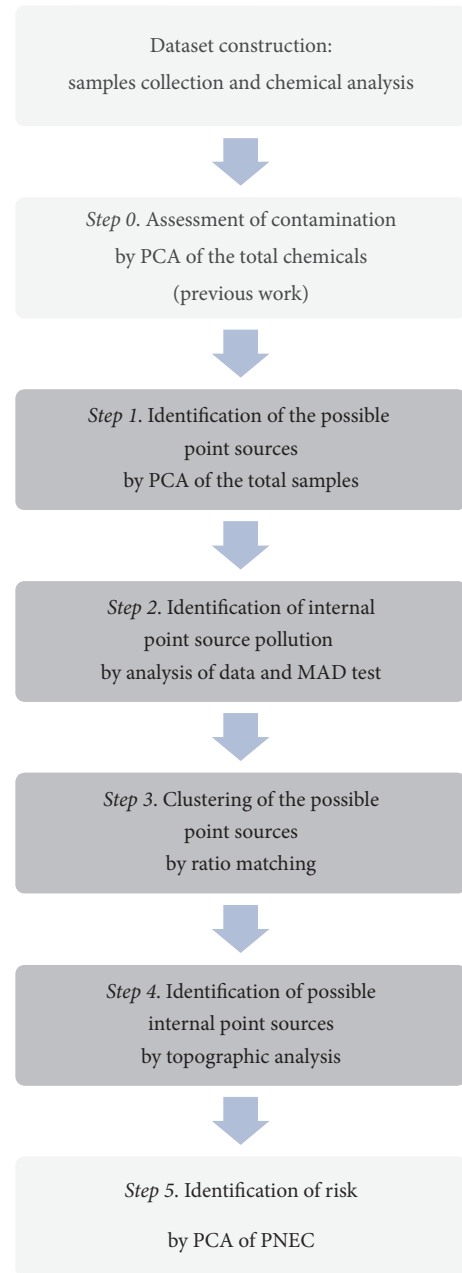 Dataset construction:
samples collection and chemical analysis
Step 0. Assessment of contamination
by PCA of the total chemicals
(previous work)
Step 1. Identification of the possible
point sources
by PCA of the total samples
Step 2. Identification of internal
point source pollution
by analysis of data and MAD test
Step 3. Clustering of the possible
point sources
by ratio matching
Step 4. Identification of possible
internal point sources
by topographic analysis
Step 5. Identification of risk
by PCA of PNEC